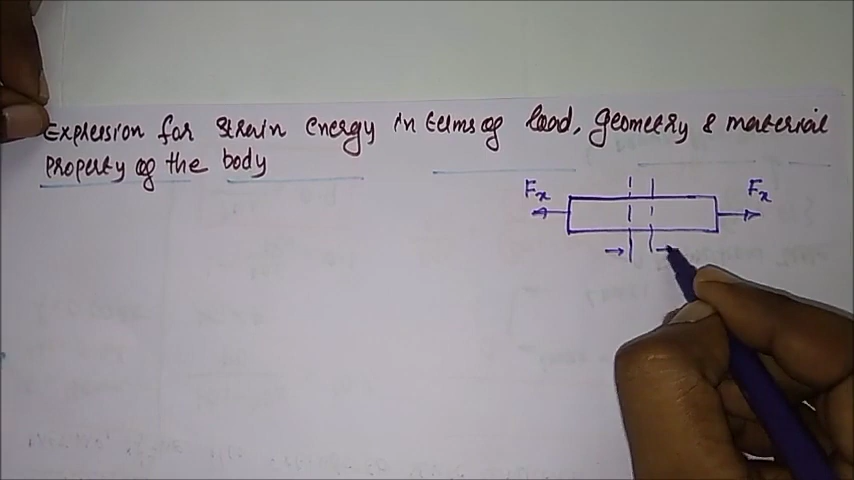 Expression for strain energy in terms of load, geometry & material
property of the body
Fx Fx